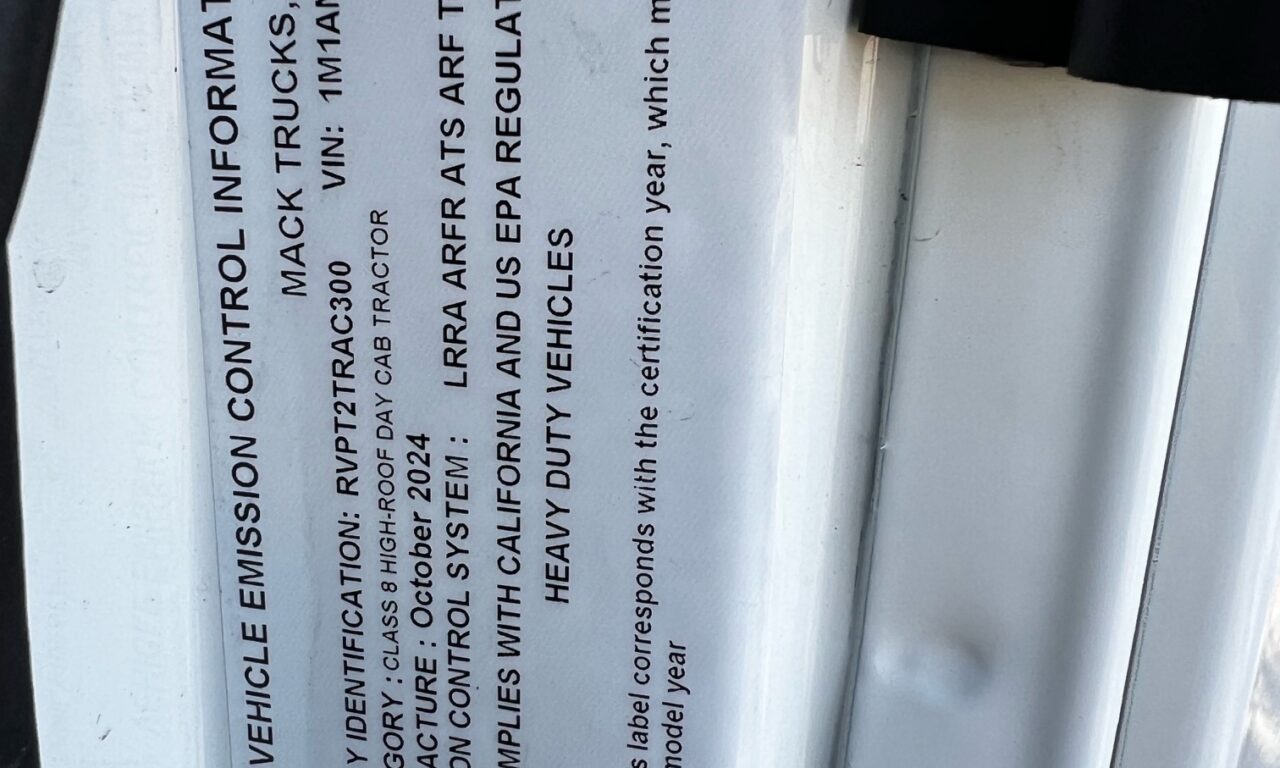 VEHICLE EMISSION CONTROL INFORMAT
MACK TRUCKS,
Y IDENTIFICATION: RVPT2TRAC300 VIN: 1M1AN
GORY : CLASS 8 HIGH-ROOF DAY CAB TRACTOR
ACTURE : October 2024
ON CONTROL SYSTEM : LRRA ARFR ATS ARF T
MPLIES WITH CALIFORNIA AND US EPA REGULAT
HEAVY DUTY VEHICLES
s label corresponds with the certification year, which m
model year